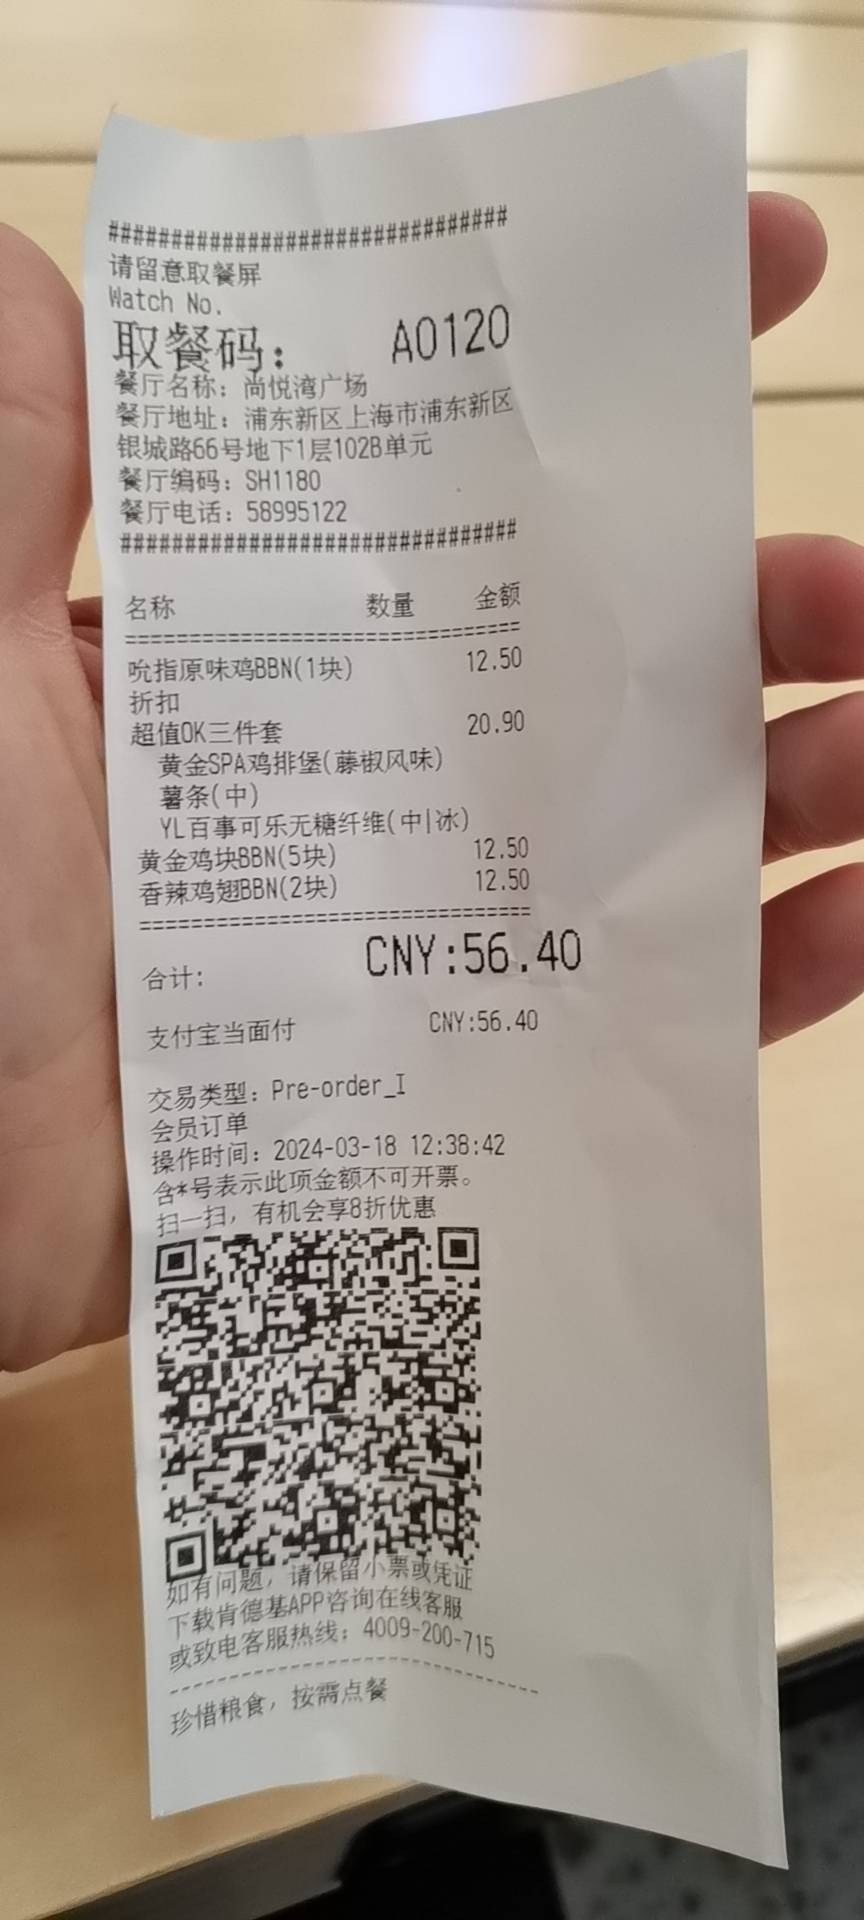 ################################
请留意取餐屏
Watch No.
取餐码： A0120
餐厅名称：尚悦湾广场
餐厅地址：浦东新区上海市浦东新区
银城路66号地下1层102B单元
餐厅编码：SH1180
餐厅电话：58995122
################################
名称 数量 金额
================================
吮指原味鸡BBN(1块) 12.50
折扣
超值OK三件套 20.90
黄金SPA鸡排堡(藤椒风味)
薯条(中)
YL百事可乐无糖纤维(中|冰)
黄金鸡块BBN(5块) 12.50
香辣鸡翅BBN(2块) 12.50
================================
合计: CNY:56.40
支付宝当面付 CNY:56.40
交易类型：Pre-order_I
会员订单
操作时间：2024-03-18 12:38:42
含*号表示此项金额不可开票。
扫一扫，有机会享8折优惠
如有问题，请保留小票或凭证
下载肯德基APP咨询在线客服
或致电客服热线：4009-200-715
--------------------------------
珍惜粮食，按需点餐